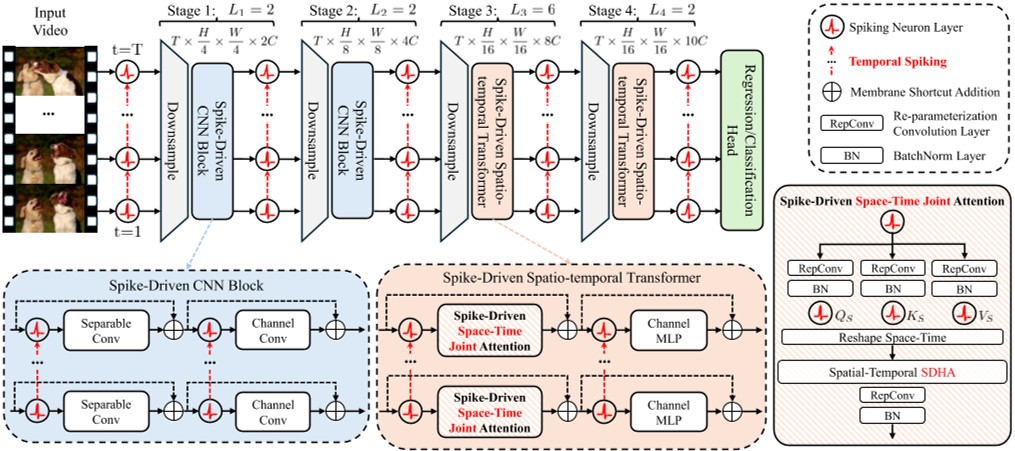 Input
Video
t=T
...
t=1
Stage 1: L₁ = 2
T × H/4 × W/4 × 2C
Downsample
Spike-Driven
CNN Block
...
Stage 2: L₂ = 2
T × H/8 × W/8 × 4C
Downsample
Spike-Driven
CNN Block
...
Stage 3: L₃ = 6
T × H/16 × W/16 × 8C
Downsample
Spike-Driven Spatio-
temporal Transformer
...
Stage 4: L₄ = 2
T × H/16 × W/16 × 10C
Downsample
Spike-Driven Spatio-
temporal Transformer
...
Regression/Classification
Head
Spiking Neuron Layer
... Temporal Spiking
Membrane Shortcut Addition
RepConv
Re-parameterization
Convolution Layer
BN
BatchNorm Layer
Spike-Driven CNN Block
Separable
Conv
Channel
Conv
...
...
Separable
Conv
Channel
Conv
Spike-Driven Spatio-temporal Transformer
Spike-Driven
Space-Time
Joint Attention
Channel
MLP
...
...
Spike-Driven
Space-Time
Joint Attention
Channel
MLP
Spike-Driven Space-Time Joint Attention
RepConv RepConv RepConv
BN BN BN
Q_S K_S V_S
Reshape Space-Time
Spatial-Temporal SDHA
RepConv
BN